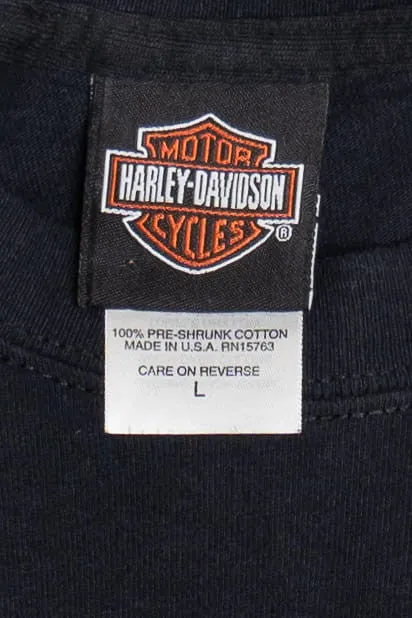 MOTOR
HARLEY-DAVIDSON
CYCLES
®
100% PRE-SHRUNK COTTON
MADE IN U.S.A. RN15763
CARE ON REVERSE
L